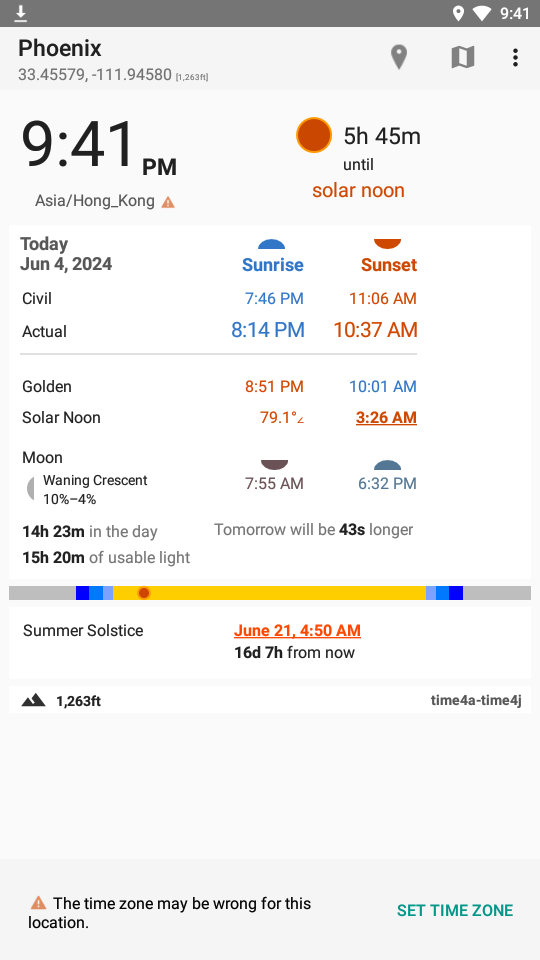 9:41
Phoenix
33.45579, -111.94580 [1,263ft]
9:41 PM
5h 45m
until
solar noon
Asia/Hong_Kong
Today
Jun 4, 2024
Sunrise
Sunset
Civil 7:46 PM 11:06 AM
Actual 8:14 PM 10:37 AM
Golden 8:51 PM 10:01 AM
Solar Noon 79.1°∠ 3:26 AM
Moon
Waning Crescent
10%–4%
7:55 AM 6:32 PM
14h 23m in the day
Tomorrow will be 43s longer
15h 20m of usable light
Summer Solstice June 21, 4:50 AM
16d 7h from now
1,263ft time4a-time4j
The time zone may be wrong for this
location.
SET TIME ZONE